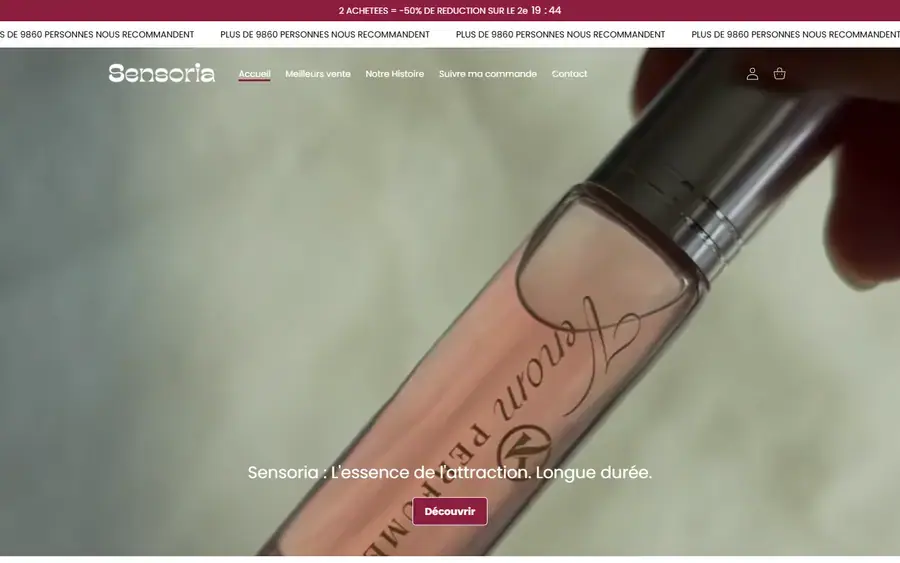 2 ACHETEES = -50% DE REDUCTION SUR LE 2e 19 : 44
S DE 9860 PERSONNES NOUS RECOMMANDENT PLUS DE 9860 PERSONNES NOUS RECOMMANDENT PLUS DE 9860 PERSONNES NOUS RECOMMANDENT PLUS DE 9860 PERSONNES NOUS RECOMMANDENT
Sensoria Accueil Meilleurs vente Notre Histoire Suivre ma commande Contact
Venom
PERFUME
Sensoria : L'essence de l'attraction. Longue durée.
Découvrir